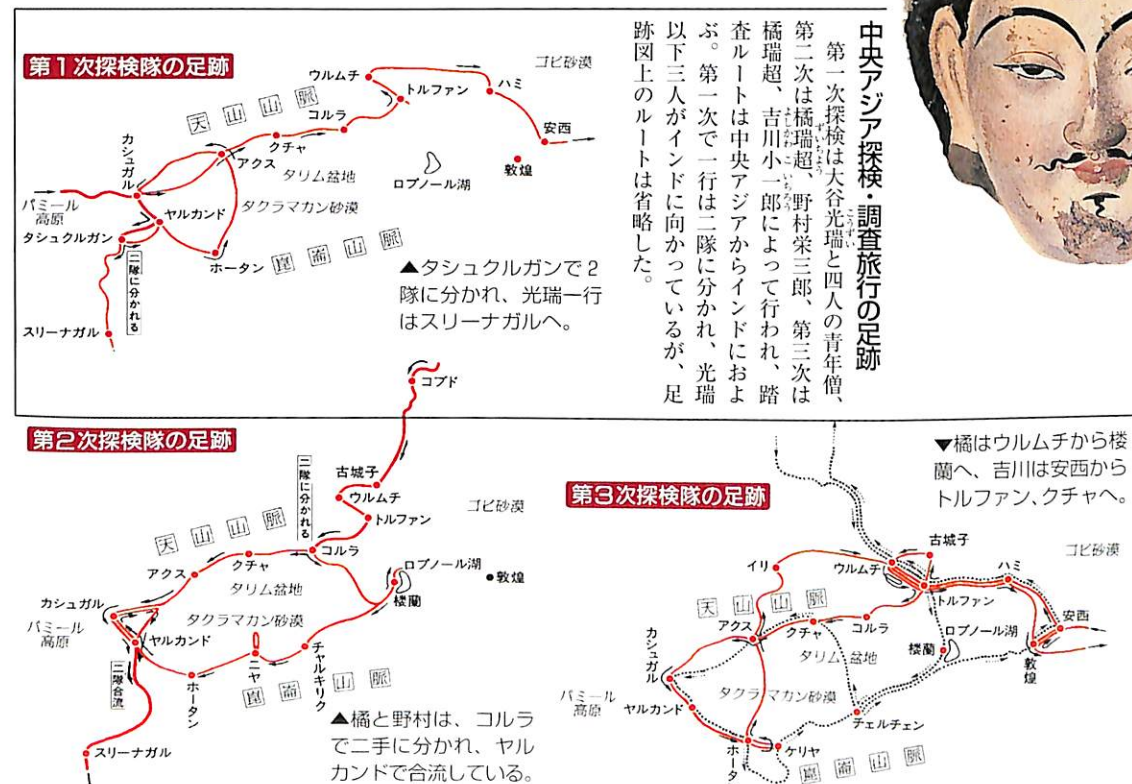 中央アジア探検・調査旅行の足跡
第一次探検は大谷光瑞と四人の青年僧、
こうずい
第二次は橘瑞超、野村栄三郎、第三次は
ずいちょう
橘瑞超、吉川小一郎によって行われ、踏
よしかわこいちろう
査ルートは中央アジアからインドにおよ
ぶ。第一次で一行は二隊に分かれ、光瑞
以下三人がインドに向かっているが、足
跡図上のルートは省略した。
第1次探検隊の足跡
ゴビ砂漠
ウルムチ
ハミ
トルファン
天山山脈
コルラ
安西
クチャ
カシュガル
アクス
敦煌
タリム盆地
ロプノール湖
パミール
高原
ヤルカンド
タクラマカン砂漠
タシュクルガン
ホータン
崑崙山脈
二隊に分かれる
スリーナガル
▲タシュクルガンで2
隊に分かれ、光瑞一行
はスリーナガルへ。
第2次探検隊の足跡
コブド
古城子
ウルムチ
ゴビ砂漠
二隊に分かれる
トルファン
天山山脈
コルラ
クチャ
ロプノール湖
アクス
敦煌
タリム盆地
楼蘭
カシュガル
タクラマカン砂漠
パミール
高原
ヤルカンド
チャルキリク
ニヤ
二隊合流
ホータン
崑崙山脈
スリーナガル
▲橘と野村は、コルラ
で二手に分かれ、ヤル
カンドで合流している。
第3次探検隊の足跡
▼橘はウルムチから楼
蘭へ、吉川は安西から
トルファン、クチャへ。
古城子
ゴビ砂漠
イリ
ウルムチ
ハミ
トルファン
天山山脈
アクス
クチャ
コルラ
安西
カシュガル
ロプノール湖
楼蘭
タリム盆地
敦煌
パミール
高原
タクラマカン砂漠
ヤルカンド
チェルチェン
ホータ
ケリヤ
崑崙山脈